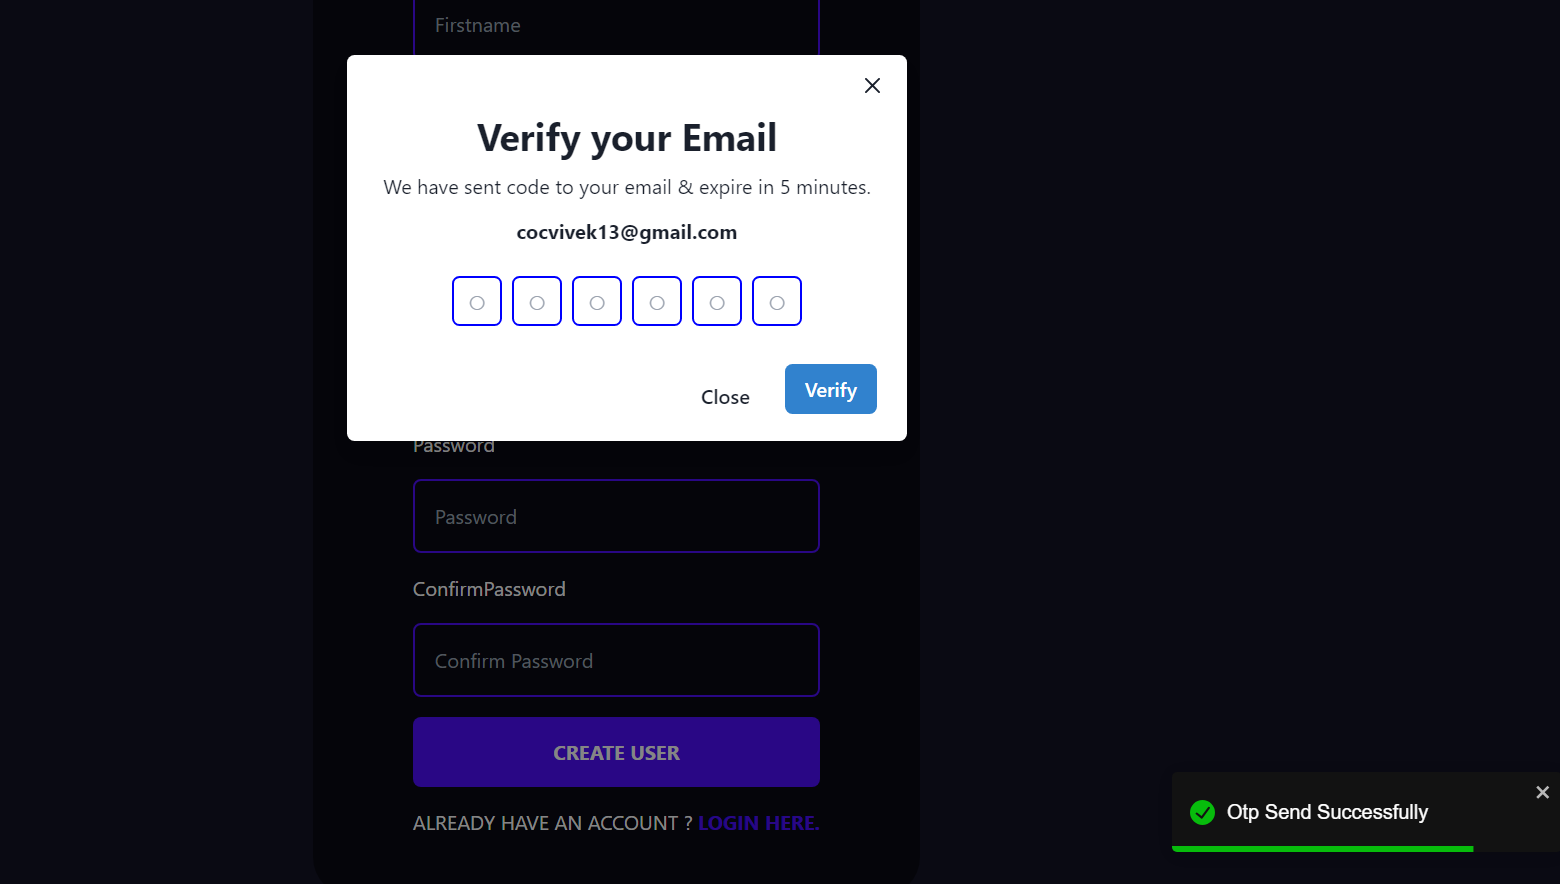 Firstname
Verify your Email
We have sent code to your email & expire in 5 minutes.
cocvivek13@gmail.com
Close
Verify
Password
Password
ConfirmPassword
Confirm Password
CREATE USER
ALREADY HAVE AN ACCOUNT ? LOGIN HERE.
Otp Send Successfully